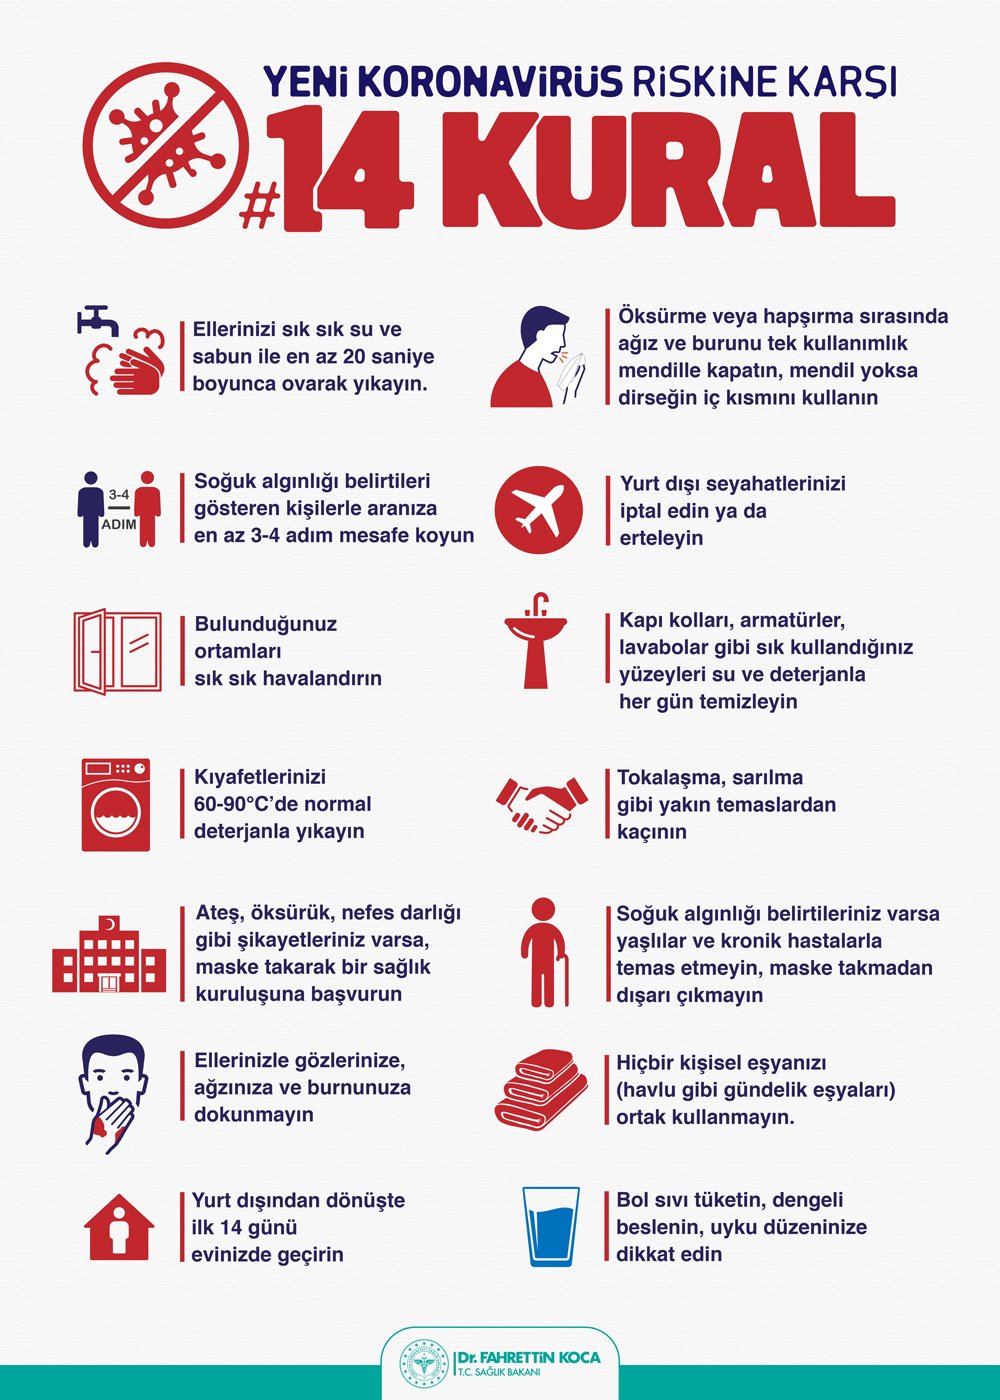 YENİ KORONAVİRÜS RİSKİNE KARŞI
#14 KURAL
Ellerinizi sık sık su ve
sabun ile en az 20 saniye
boyunca ovarak yıkayın.
Öksürme veya hapşırma sırasında
ağız ve burunu tek kullanımlık
mendille kapatın, mendil yoksa
dirseğin iç kısmını kullanın
3-4
ADIM
Soğuk algınlığı belirtileri
gösteren kişilerle aranıza
en az 3-4 adım mesafe koyun
Yurt dışı seyahatlerinizi
iptal edin ya da
erteleyin
Bulunduğunuz
ortamları
sık sık havalandırın
Kapı kolları, armatürler,
lavabolar gibi sık kullandığınız
yüzeyleri su ve deterjanla
her gün temizleyin
Kıyafetlerinizi
60-90°C'de normal
deterjanla yıkayın
Tokalaşma, sarılma
gibi yakın temaslardan
kaçının
Ateş, öksürük, nefes darlığı
gibi şikayetleriniz varsa,
maske takarak bir sağlık
kuruluşuna başvurun
Soğuk algınlığı belirtileriniz varsa
yaşlılar ve kronik hastalarla
temas etmeyin, maske takmadan
dışarı çıkmayın
Ellerinizle gözlerinize,
ağzınıza ve burnunuza
dokunmayın
Hiçbir kişisel eşyanızı
(havlu gibi gündelik eşyaları)
ortak kullanmayın.
Yurt dışından dönüşte
ilk 14 günü
evinizde geçirin
Bol sıvı tüketin, dengeli
beslenin, uyku düzeninize
dikkat edin
Dr. FAHRETTİN KOCA
T.C. SAĞLIK BAKANI